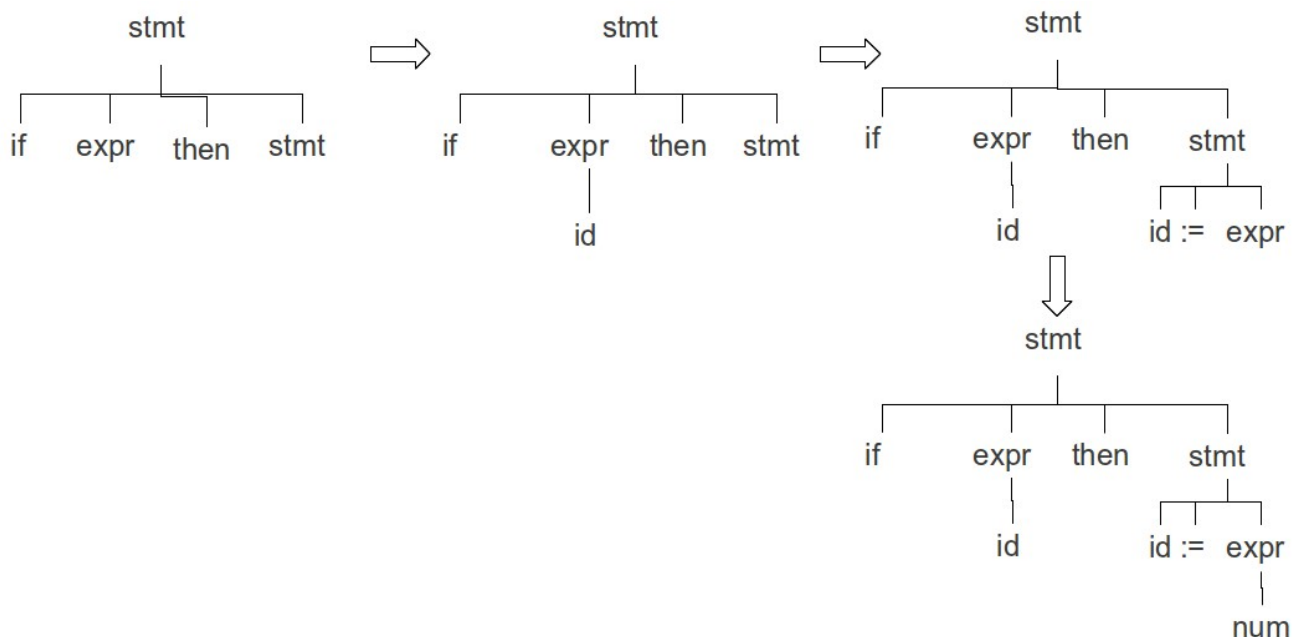 stmt
if expr then stmt
stmt
if expr then stmt
id
stmt
if expr then stmt
id id := expr
stmt
if expr then stmt
id id := expr
num